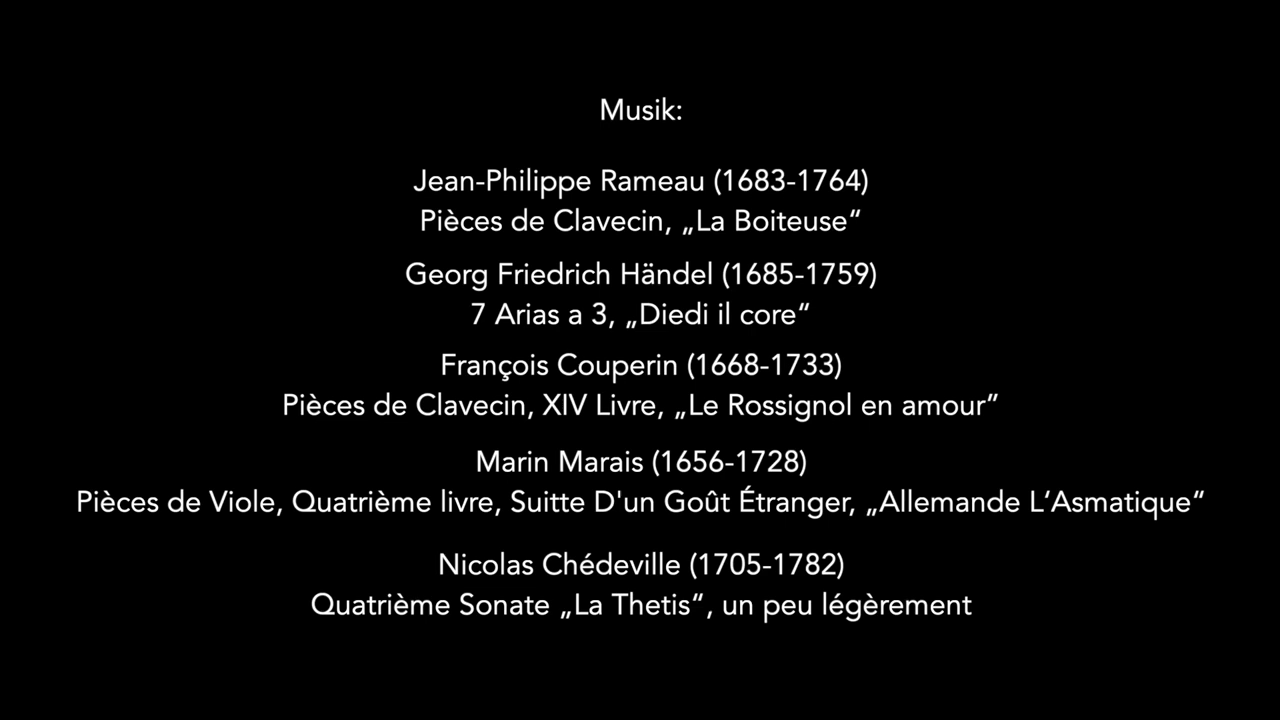 Musik:
Jean-Philippe Rameau (1683-1764)
Pièces de Clavecin, „La Boiteuse“
Georg Friedrich Händel (1685-1759)
7 Arias a 3, „Diedi il core“
François Couperin (1668-1733)
Pièces de Clavecin, XIV Livre, „Le Rossignol en amour”
Marin Marais (1656-1728)
Pièces de Viole, Quatrième livre, Suitte D'un Goût Étranger, „Allemande L‘Asmatique“
Nicolas Chédeville (1705-1782)
Quatrième Sonate „La Thetis“, un peu légèrement